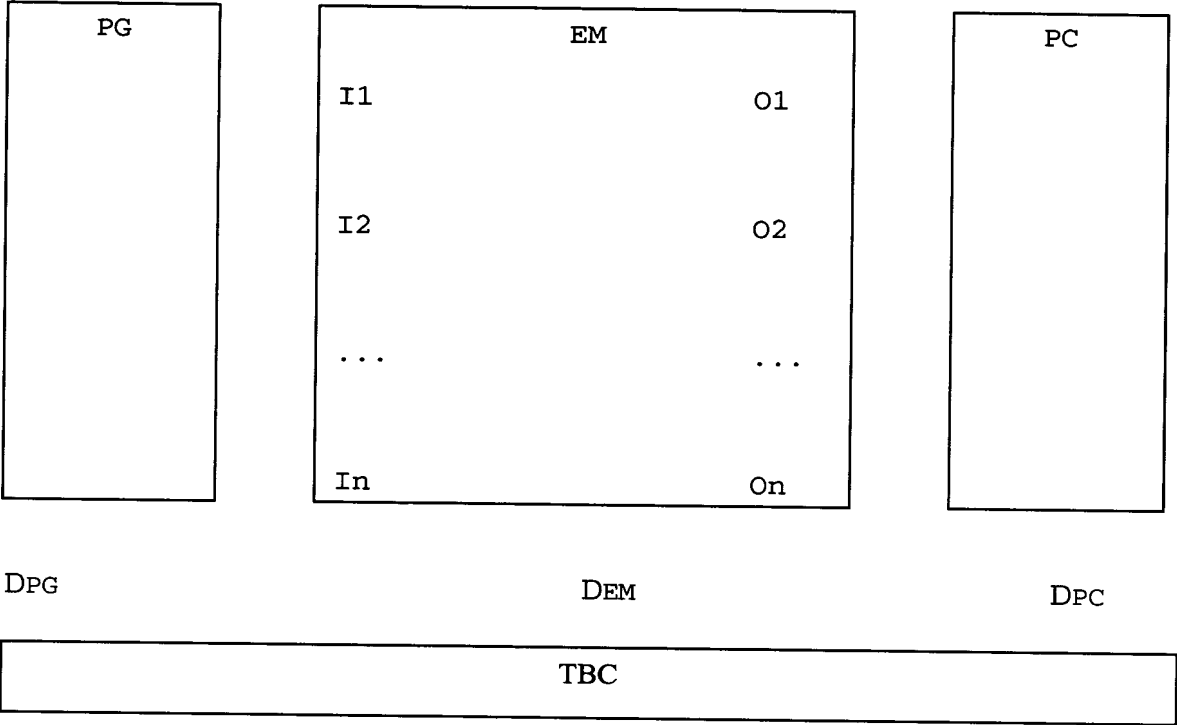 PG EM PC
I1 O1
I2 O2
... ...
In On
DPG DEM DPC
TBC